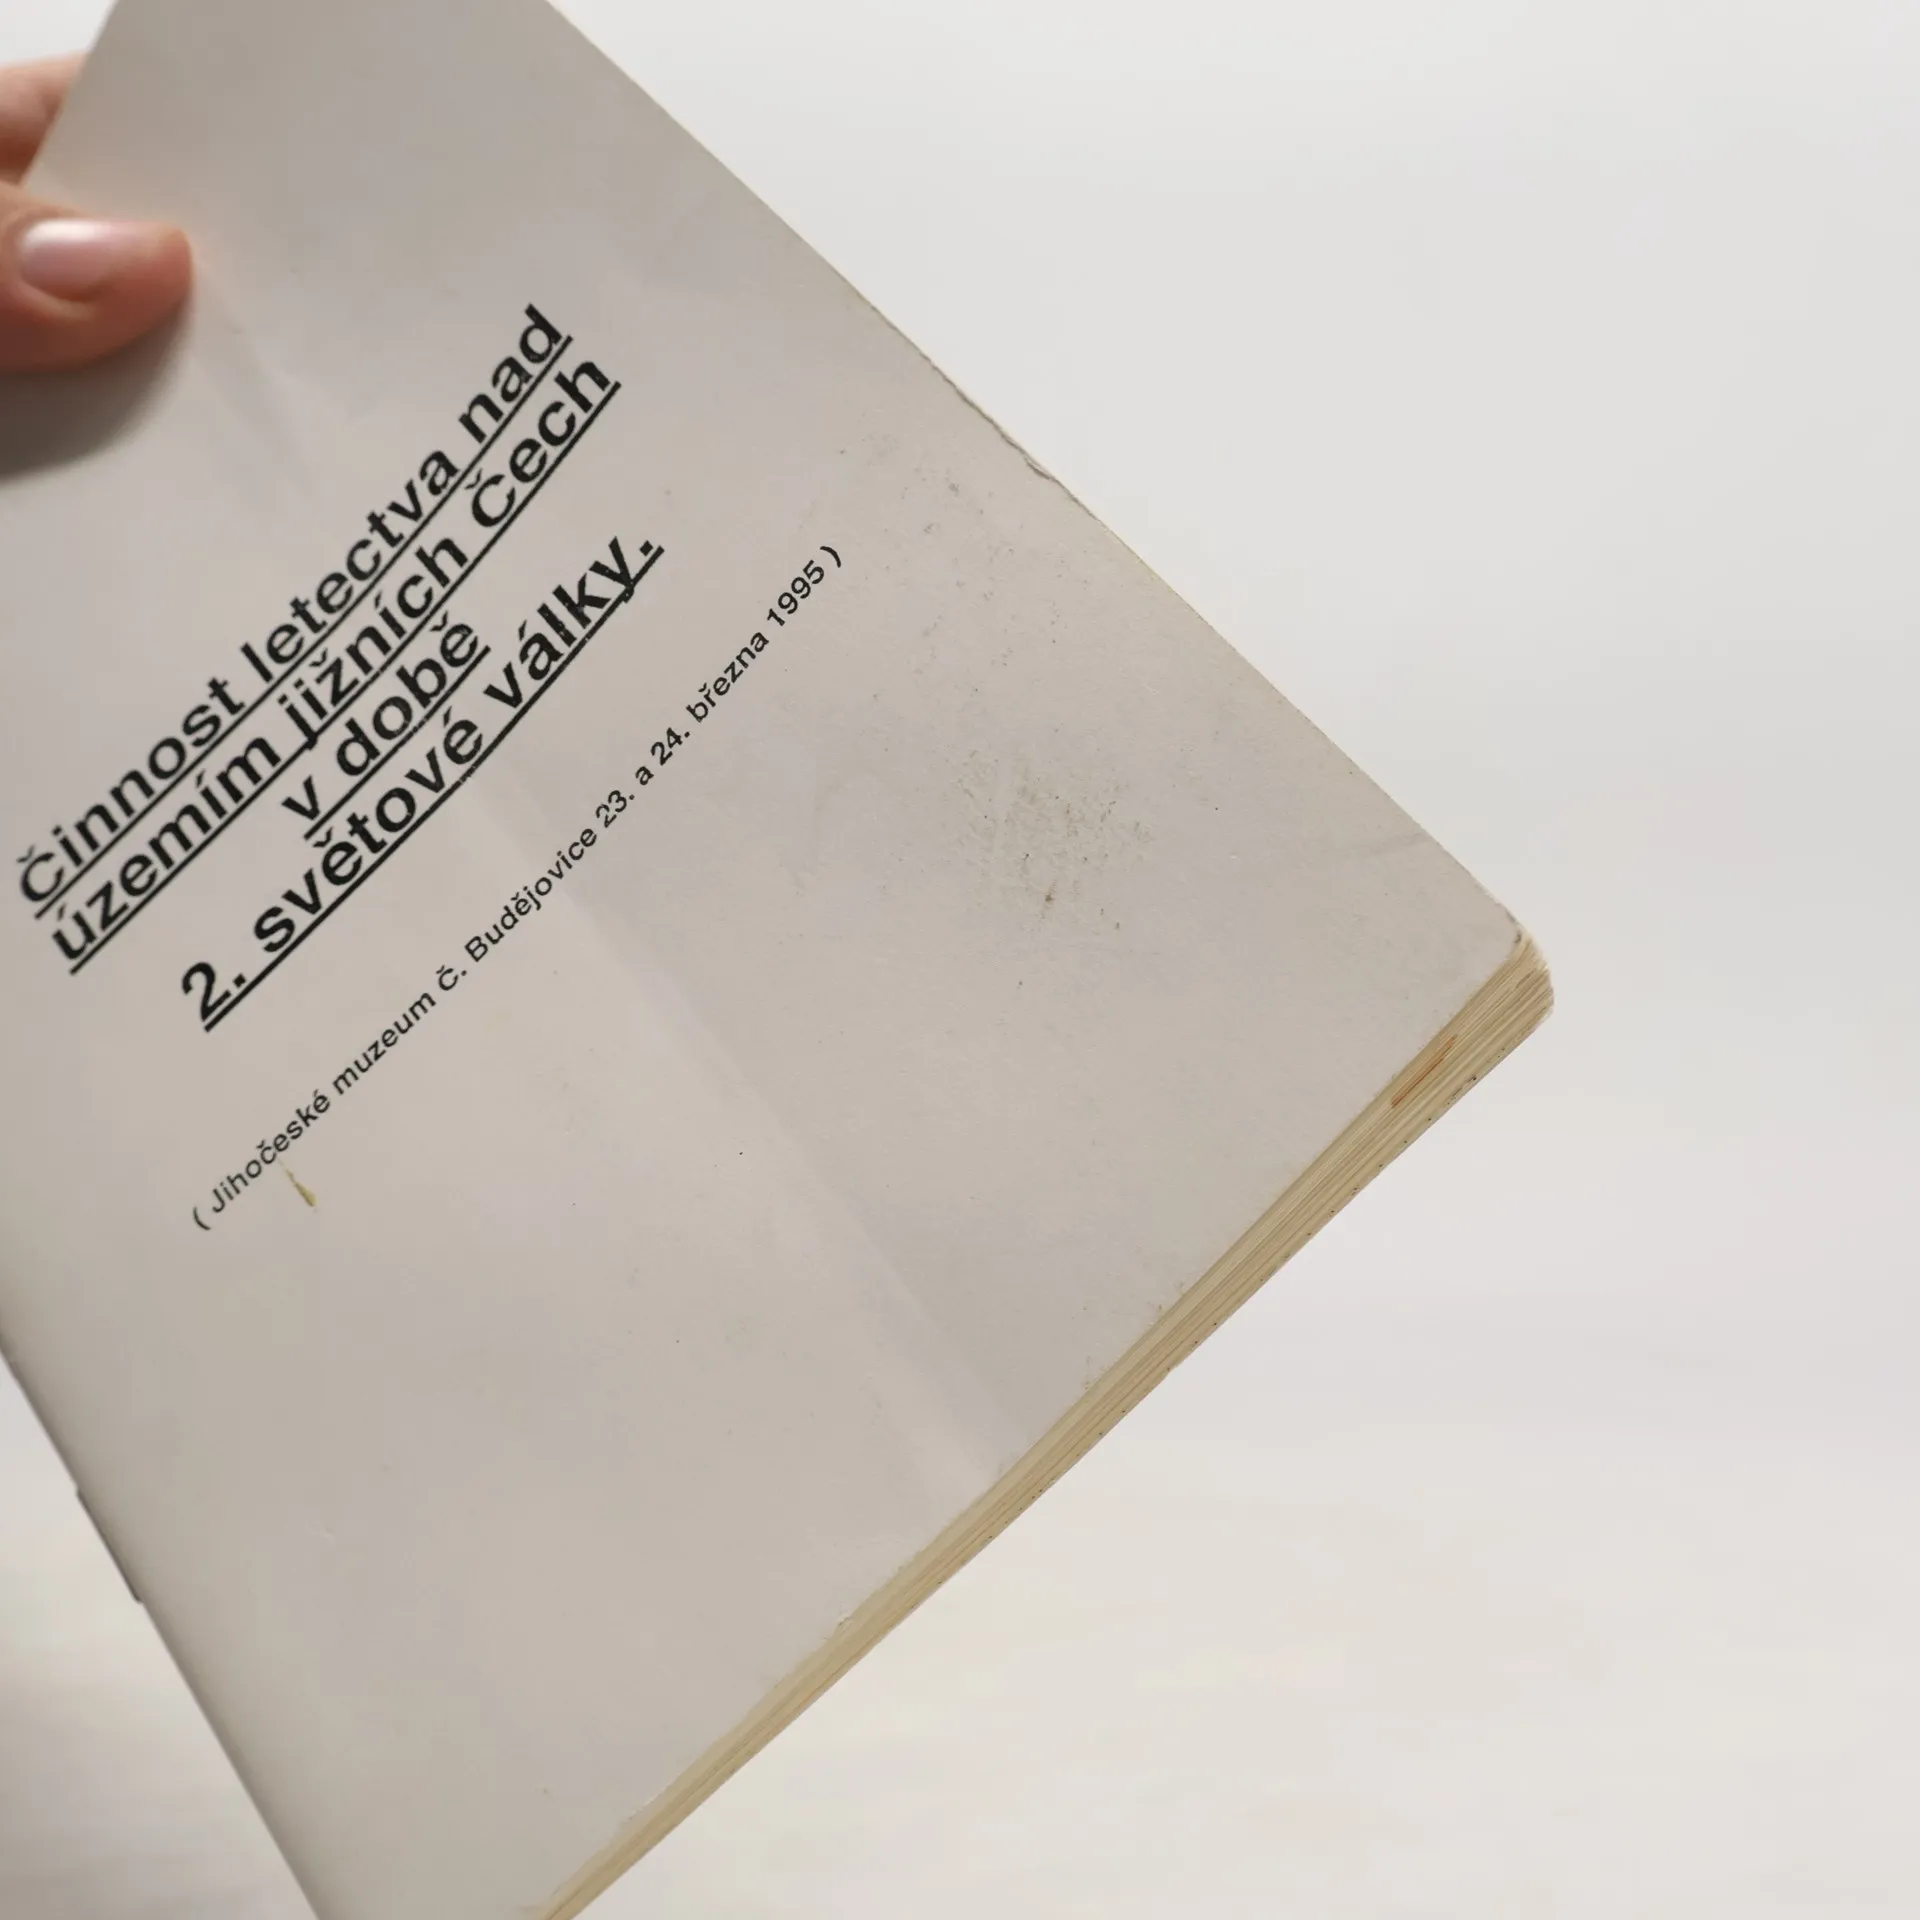 Činnost letectva nad
územím jižních Čech
v době
2. světové války.
( Jihočeské muzeum Č. Budějovice 23. a 24. března 1995 )